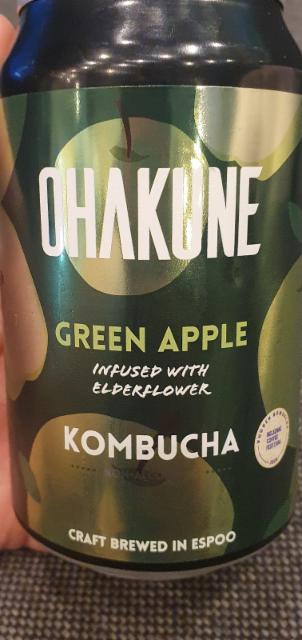 OHAKUNE
GREEN APPLE
INFUSED WITH
ELDERFLOWER
KOMBUCHA
CRAFT BREWED IN ESPOO